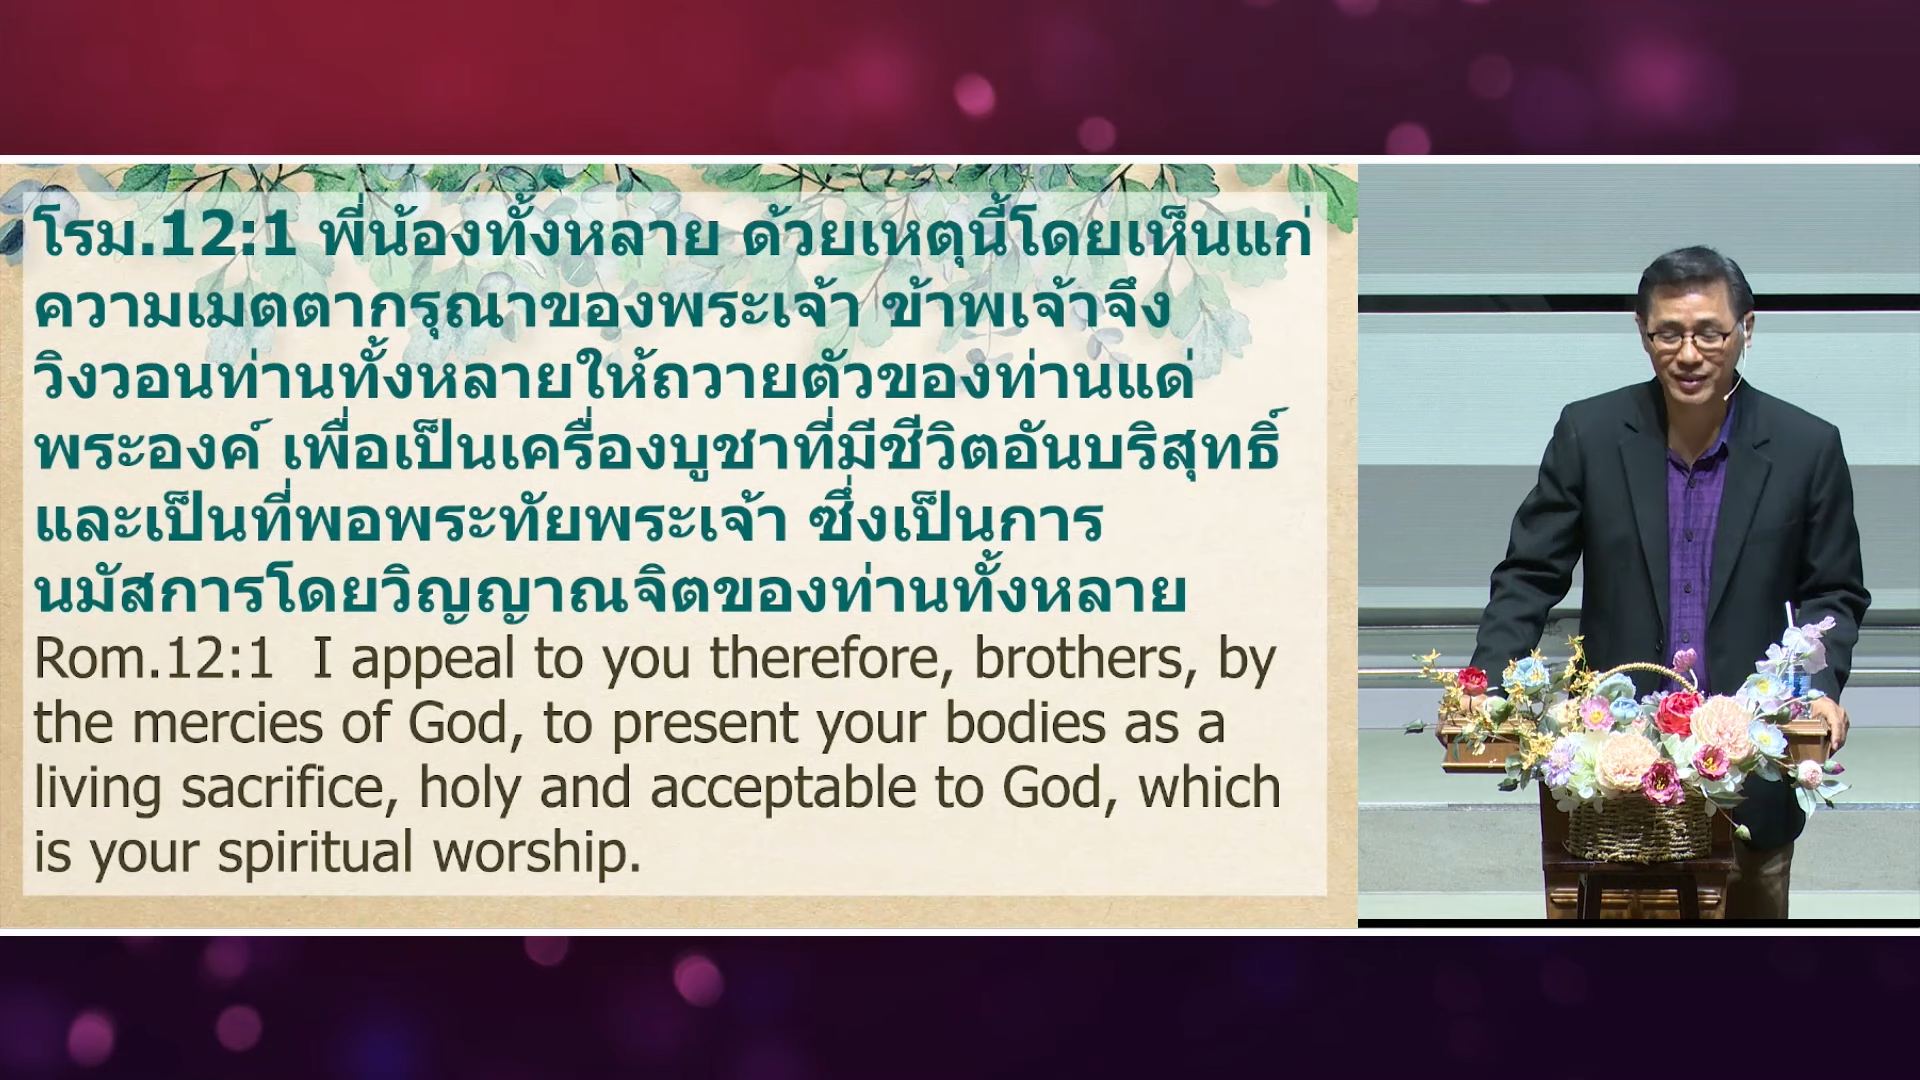 โรม.12:1 พี่น้องทั้งหลาย ด้วยเหตุนี้โดยเห็นแก่
ความเมตตากรุณาของพระเจ้า ข้าพเจ้าจึง
วิงวอนท่านทั้งหลายให้ถวายตัวของท่านแด่
พระองค์ เพื่อเป็นเครื่องบูชาที่มีชีวิตอันบริสุทธิ์
และเป็นที่พอพระทัยพระเจ้า ซึ่งเป็นการ
นมัสการโดยวิญญาณจิตของท่านทั้งหลาย
Rom.12:1 I appeal to you therefore, brothers, by
the mercies of God, to present your bodies as a
living sacrifice, holy and acceptable to God, which
is your spiritual worship.